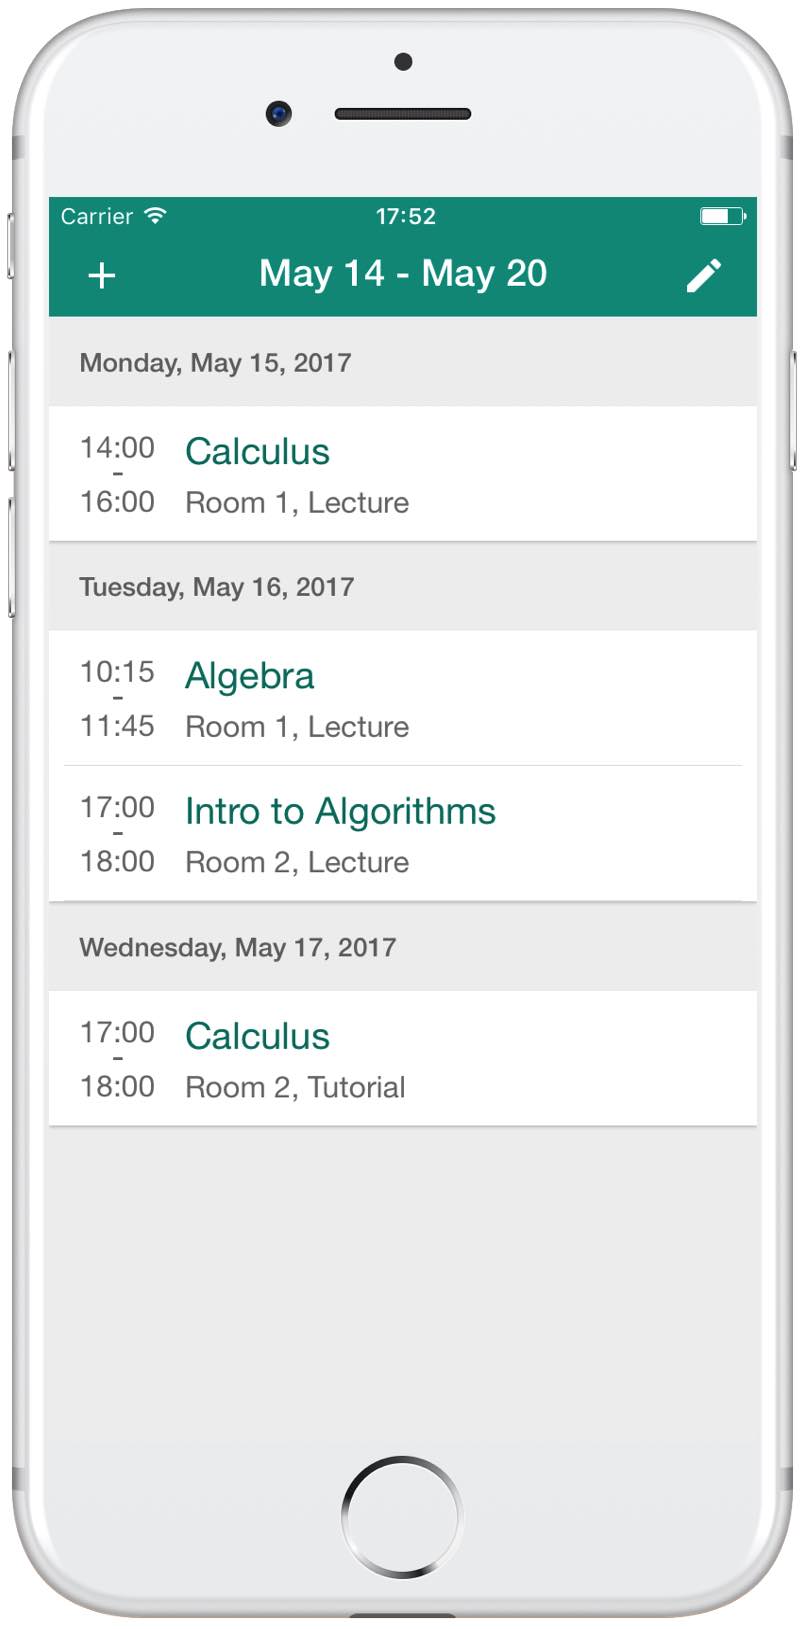 Carrier 17:52
+ May 14 - May 20
Monday, May 15, 2017
14:00 - 16:00 Calculus
Room 1, Lecture
Tuesday, May 16, 2017
10:15 - 11:45 Algebra
Room 1, Lecture
17:00 - 18:00 Intro to Algorithms
Room 2, Lecture
Wednesday, May 17, 2017
17:00 - 18:00 Calculus
Room 2, Tutorial